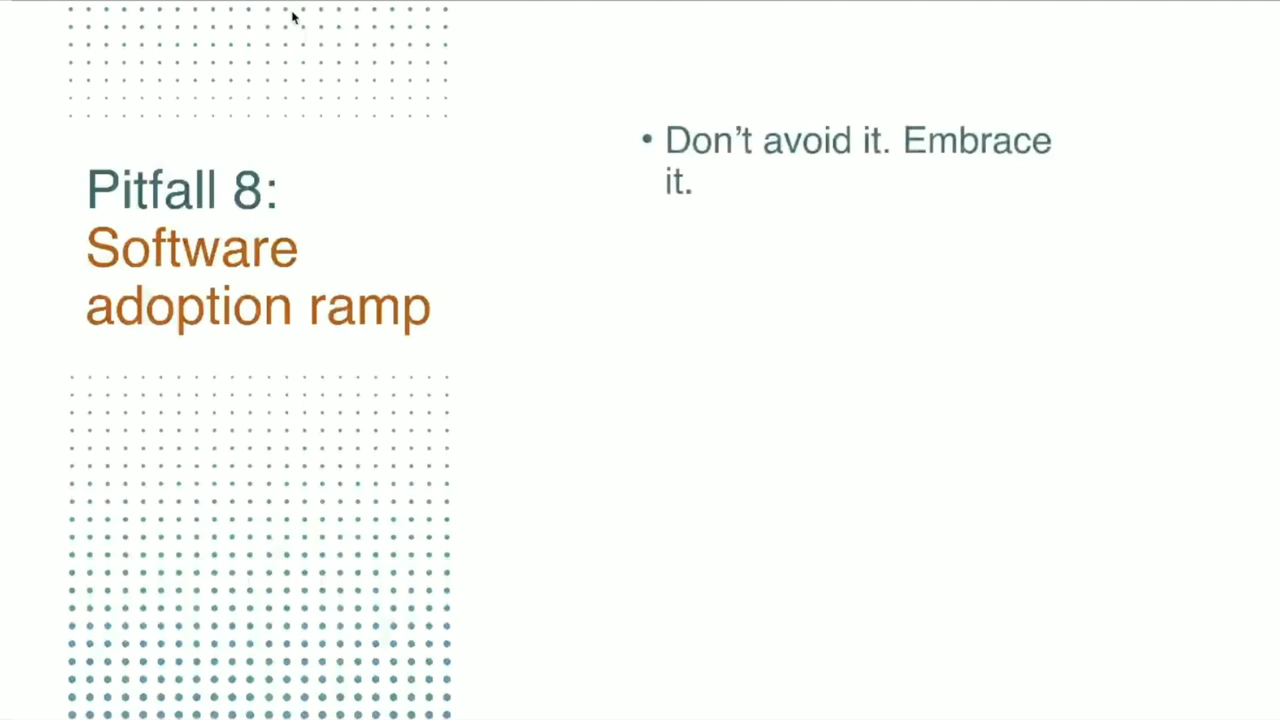 Pitfall 8:
Software
adoption ramp
• Don’t avoid it. Embrace
it.